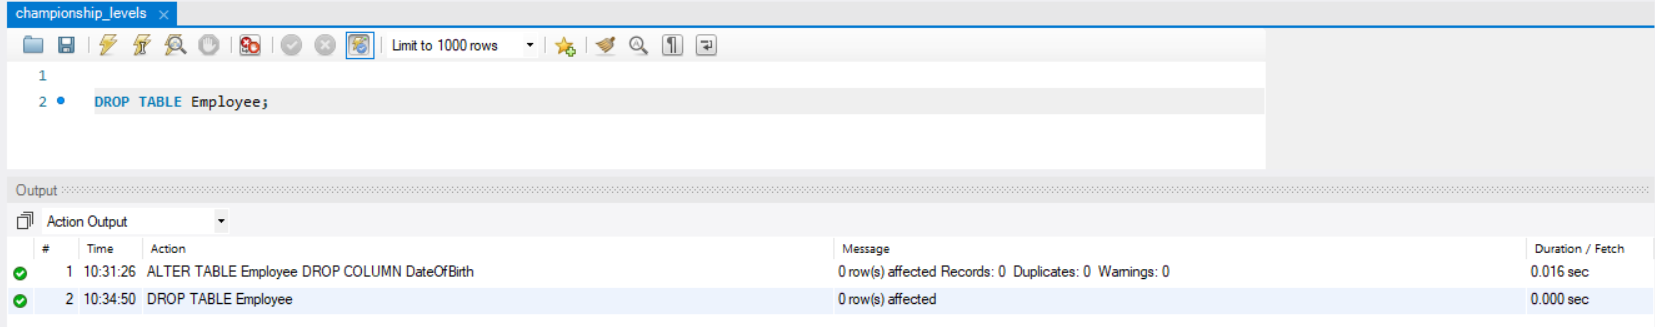 championship_levels
Limit to 1000 rows
1
2 DROP TABLE Employee;
Output
Action Output
# Time Action Message Duration / Fetch
1 10:31:26 ALTER TABLE Employee DROP COLUMN DateOfBirth 0 row(s) affected Records: 0 Duplicates: 0 Warnings: 0 0.016 sec
2 10:34:50 DROP TABLE Employee 0 row(s) affected 0.000 sec